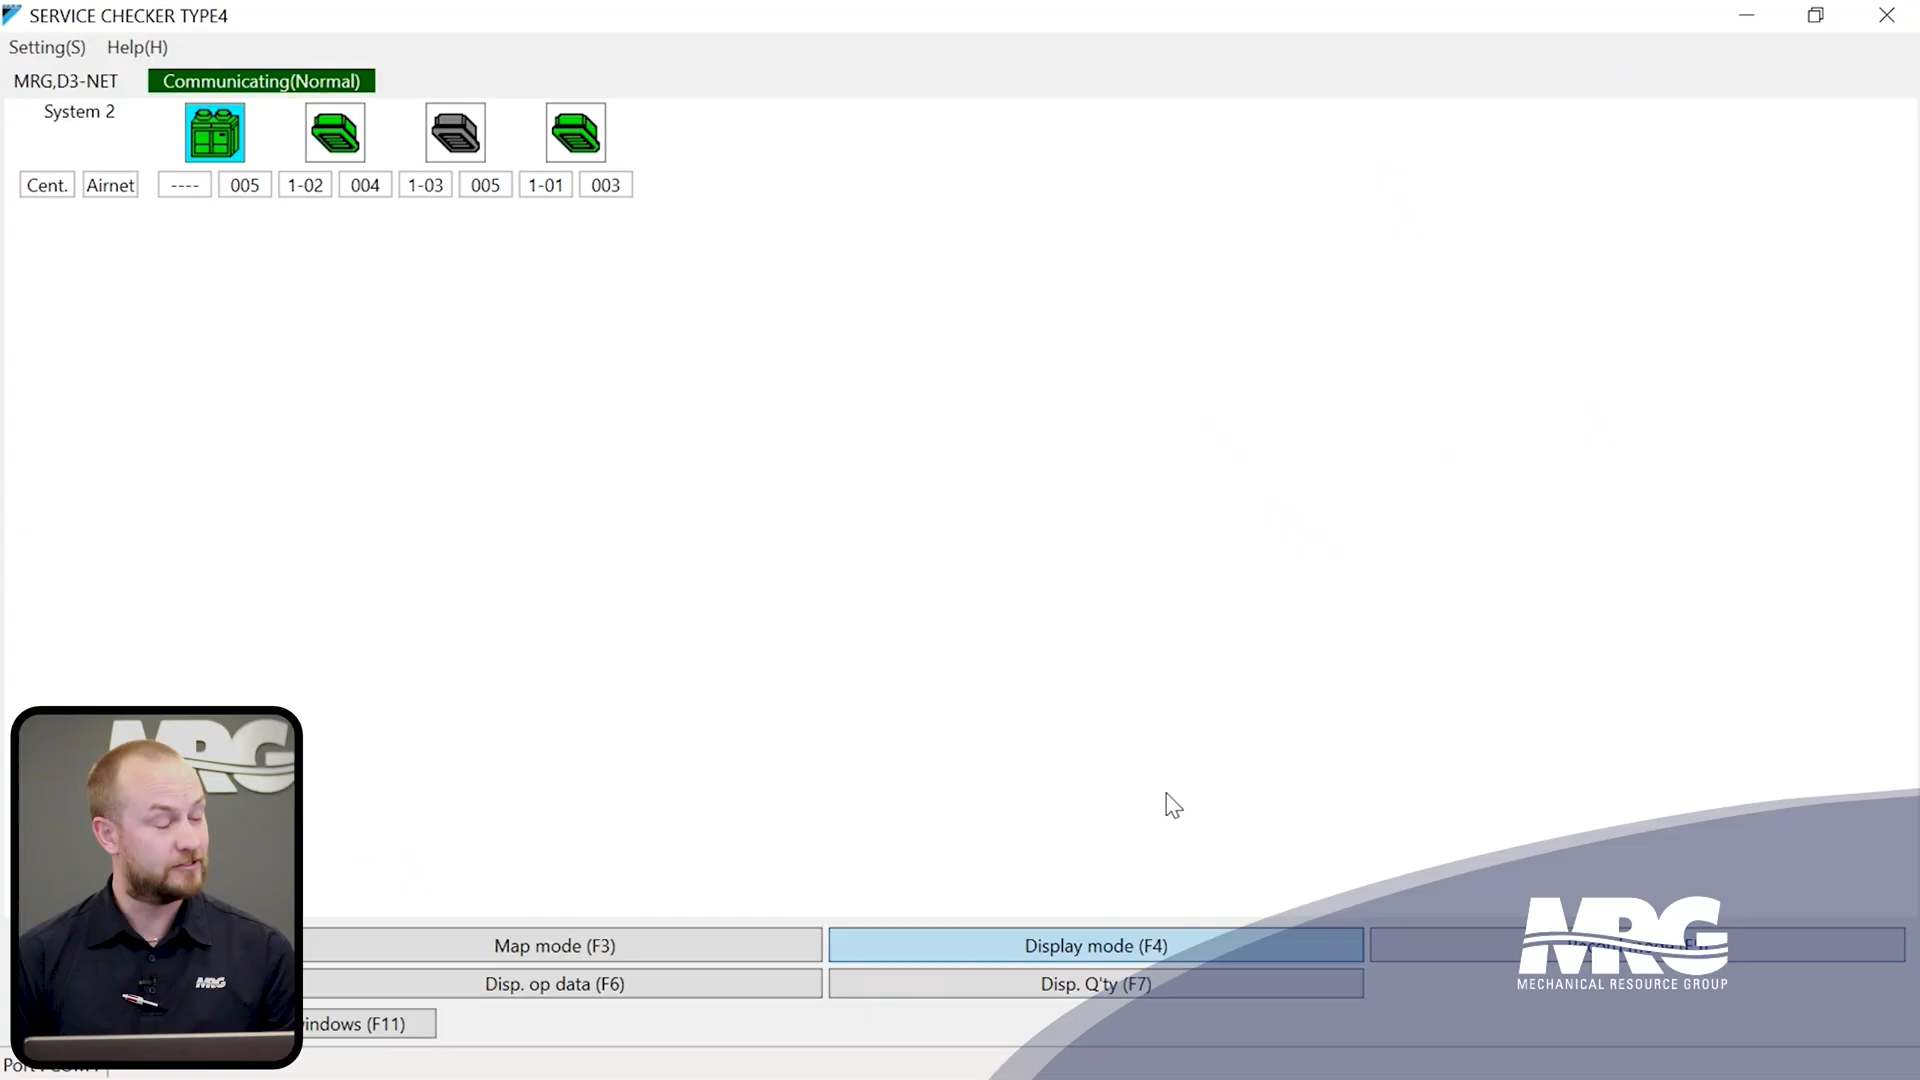 SERVICE CHECKER TYPE4
Setting(S) Help(H)
MRG,D3-NET Communicating(Normal)
System 2
Cent. Airnet ---- 005 1-02 004 1-03 005 1-01 003
MRG
Map mode (F3) Display mode (F4)
Disp. op data (F6) Disp. Q'ty (F7)
indows (F11)
MRG
MRG
MECHANICAL RESOURCE GROUP